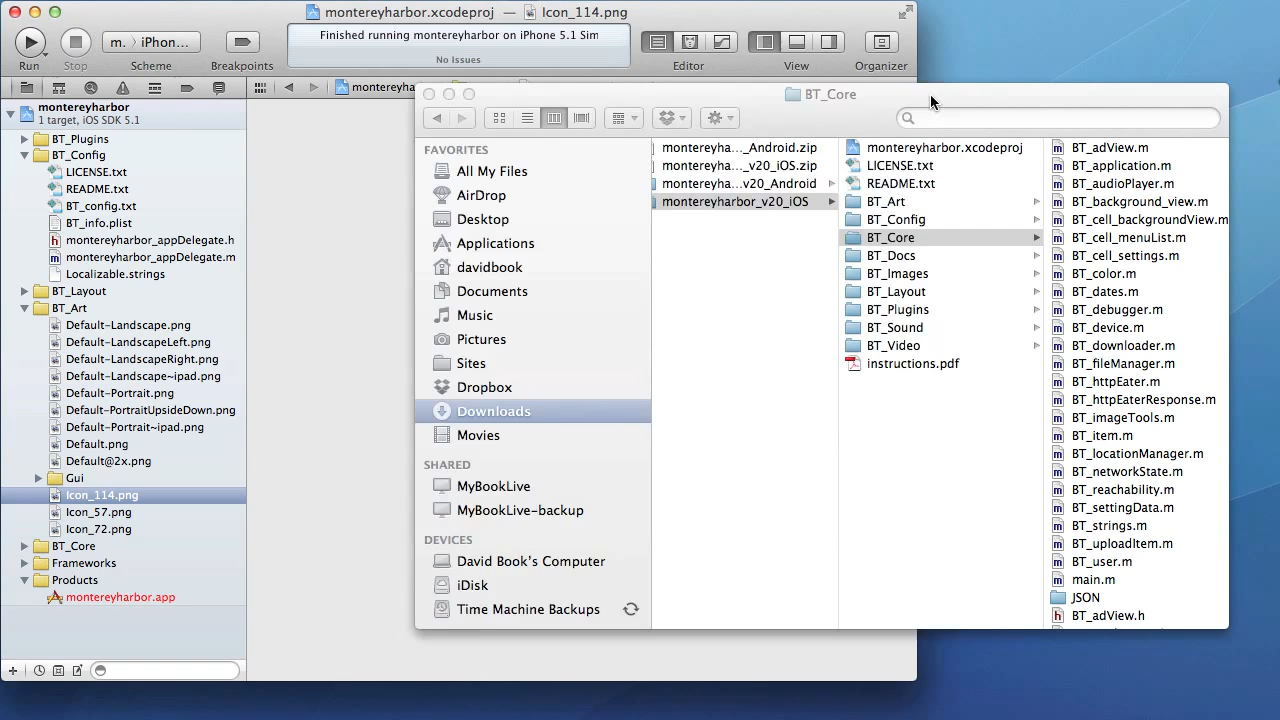 montereyharbor.xcodeproj — Icon_114.png
m. iPhon...
Finished running montereyharbor on iPhone 5.1 Sim
No Issues
Run
Stop
Scheme
Breakpoints
Editor
View
Organizer
montereyha
montereyharbor
1 target, iOS SDK 5.1
BT_Plugins
BT_Config
LICENSE.txt
README.txt
BT_config.txt
BT_info.plist
montereyharbor_appDelegate.h
montereyharbor_appDelegate.m
Localizable.strings
BT_Layout
BT_Art
Default-Landscape.png
Default-LandscapeLeft.png
Default-LandscapeRight.png
Default-Landscape~ipad.png
Default-Portrait.png
Default-PortraitUpsideDown.png
Default-Portrait~ipad.png
Default.png
Default@2x.png
Gui
Icon_114.png
Icon_57.png
Icon_72.png
BT_Core
Frameworks
Products
montereyharbor.app
BT_Core
FAVORITES
All My Files
AirDrop
Desktop
Applications
davidbook
Documents
Music
Pictures
Sites
Dropbox
Downloads
Movies
SHARED
MyBookLive
MyBookLive-backup
DEVICES
David Book's Computer
iDisk
Time Machine Backups
montereyha..._Android.zip
montereyha..._v20_iOS.zip
montereyha...v20_Android
montereyharbor_v20_iOS
montereyharbor.xcodeproj
LICENSE.txt
README.txt
BT_Art
BT_Config
BT_Core
BT_Docs
BT_Images
BT_Layout
BT_Plugins
BT_Sound
BT_Video
instructions.pdf
BT_adView.m
BT_application.m
BT_audioPlayer.m
BT_background_view.m
BT_cell_backgroundView.m
BT_cell_menuList.m
BT_cell_settings.m
BT_color.m
BT_dates.m
BT_debugger.m
BT_device.m
BT_downloader.m
BT_fileManager.m
BT_httpEater.m
BT_httpEaterResponse.m
BT_imageTools.m
BT_item.m
BT_locationManager.m
BT_networkState.m
BT_reachability.m
BT_settingData.m
BT_strings.m
BT_uploadItem.m
BT_user.m
main.m
JSON
BT_adView.h